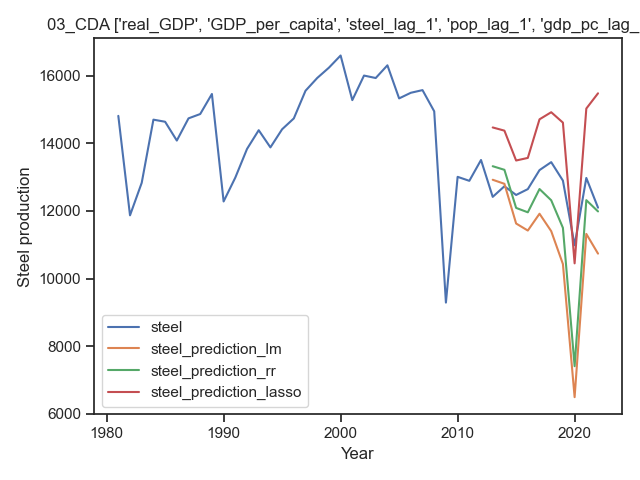 03_CDA ['real_GDP', 'GDP_per_capita', 'steel_lag_1', 'pop_lag_1', 'gdp_pc_lag_
16000
14000
12000
10000
8000
6000
Steel production
steel
steel_prediction_lm
steel_prediction_rr
steel_prediction_lasso
1980
1990
2000
2010
2020
Year